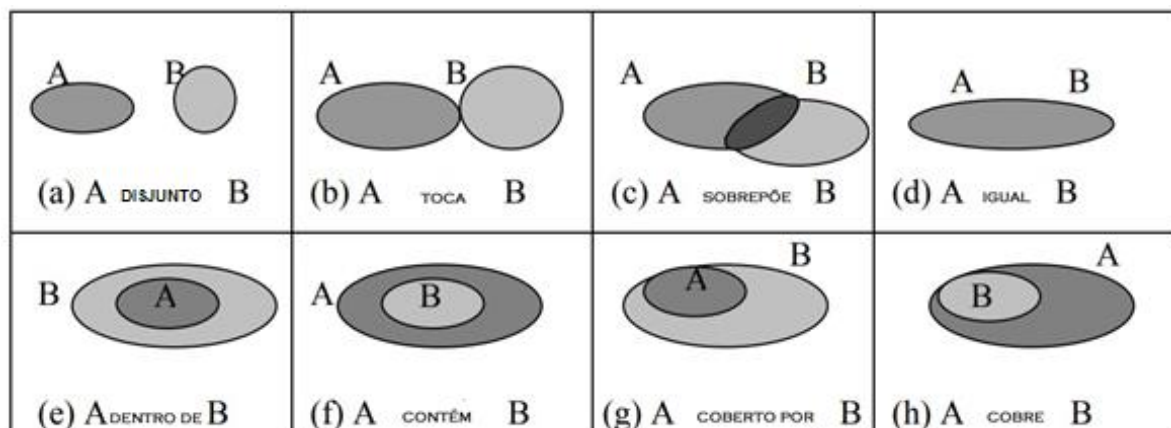 A B
(a) A DISJUNTO B
A B
(b) A TOCA B
A B
(c) A SOBREPÕE B
A B
(d) A IGUAL B
B A
(e) A DENTRO DE B
A B
(f) A CONTÉM B
A B
(g) A COBERTO POR B
B A
(h) A COBRE B